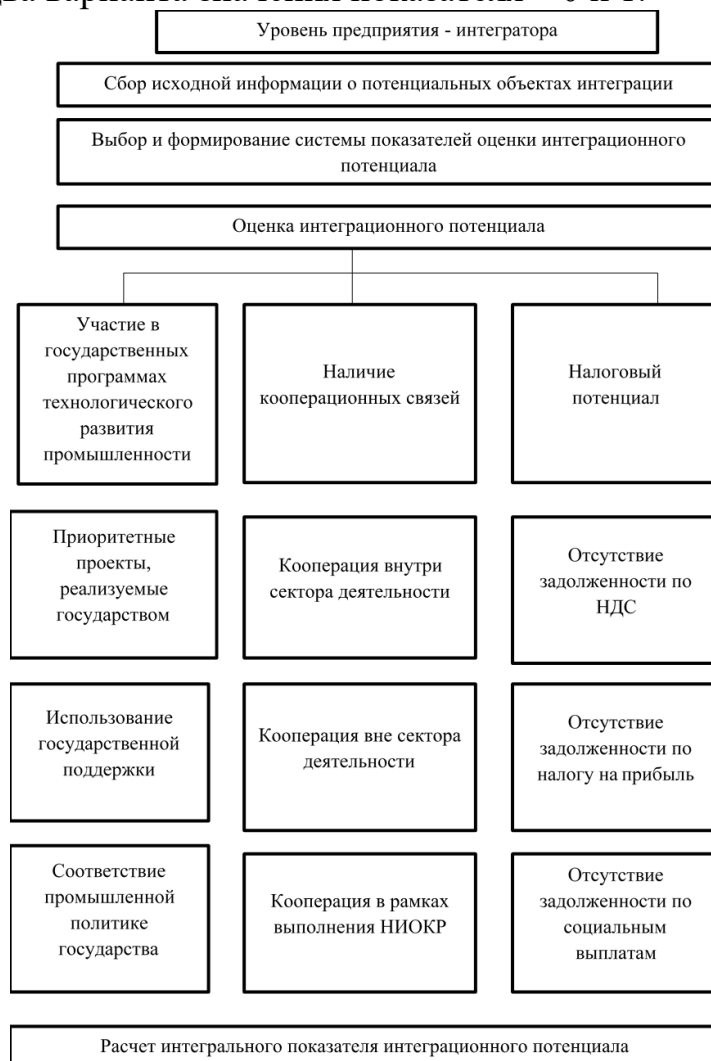 Уровень предприятия - интегратора
Сбор исходной информации о потенциальных объектах интеграции
Выбор и формирование системы показателей оценки интеграционного
потенциала
Оценка интеграционного потенциала
Участие в
государственных
программах
технологического
развития
промышленности
Наличие
кооперационных связей
Налоговый
потенциал
Приоритетные
проекты,
реализуемые
государством
Кооперация внутри
сектора деятельности
Отсутствие
задолженности по
НДС
Использование
государственной
поддержки
Кооперация вне сектора
деятельности
Отсутствие
задолженности по
налогу на прибыль
Соответствие
промышленной
политике
государства
Кооперация в рамках
выполнения НИОКР
Отсутствие
задолженности по
социальным
выплатам
Расчет интегрального показателя интеграционного потенциала